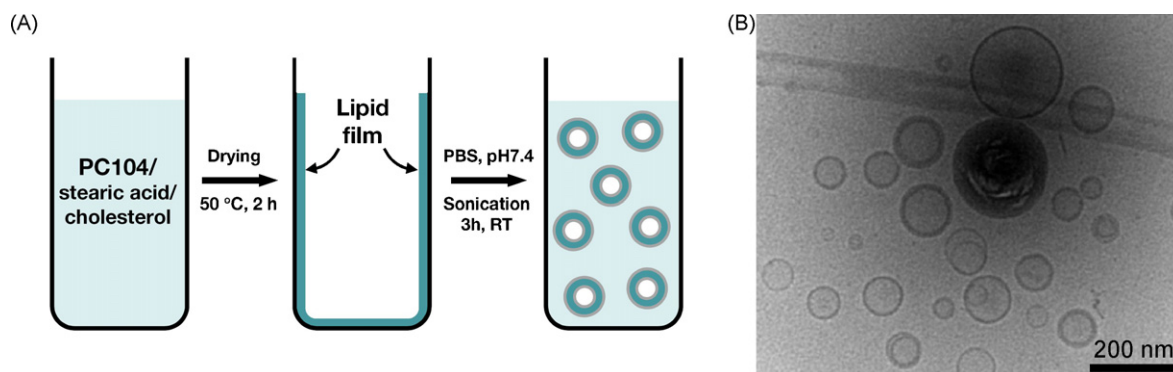 (A)
PC104/
stearic acid/
cholesterol
Drying
50 °C, 2 h
Lipid
film
PBS, pH7.4
Sonication
3h, RT
(B)
200 nm